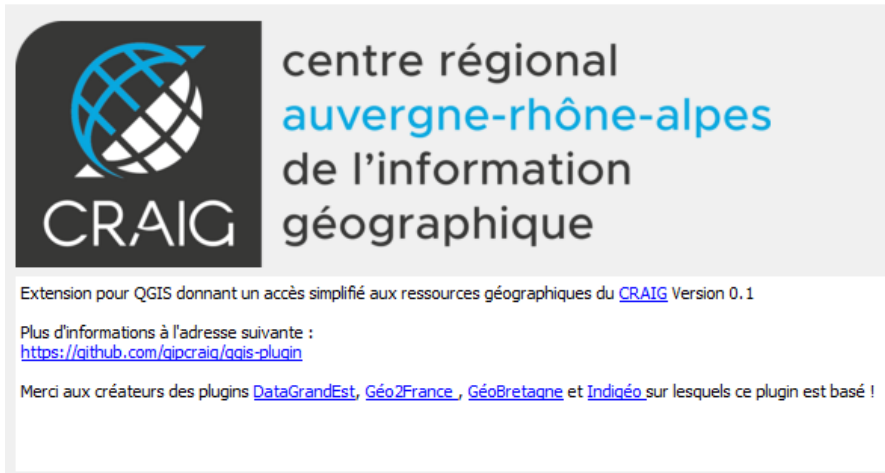 CRAIG
centre régional
auvergne-rhône-alpes
de l'information
géographique
Extension pour QGIS donnant un accès simplifié aux ressources géographiques du CRAIG Version 0.1
Plus d'informations à l'adresse suivante :
https://github.com/gipcraig/qgis-plugin
Merci aux créateurs des plugins DataGrandEst, Géo2France , GéoBretagne et Indigéo sur lesquels ce plugin est basé !